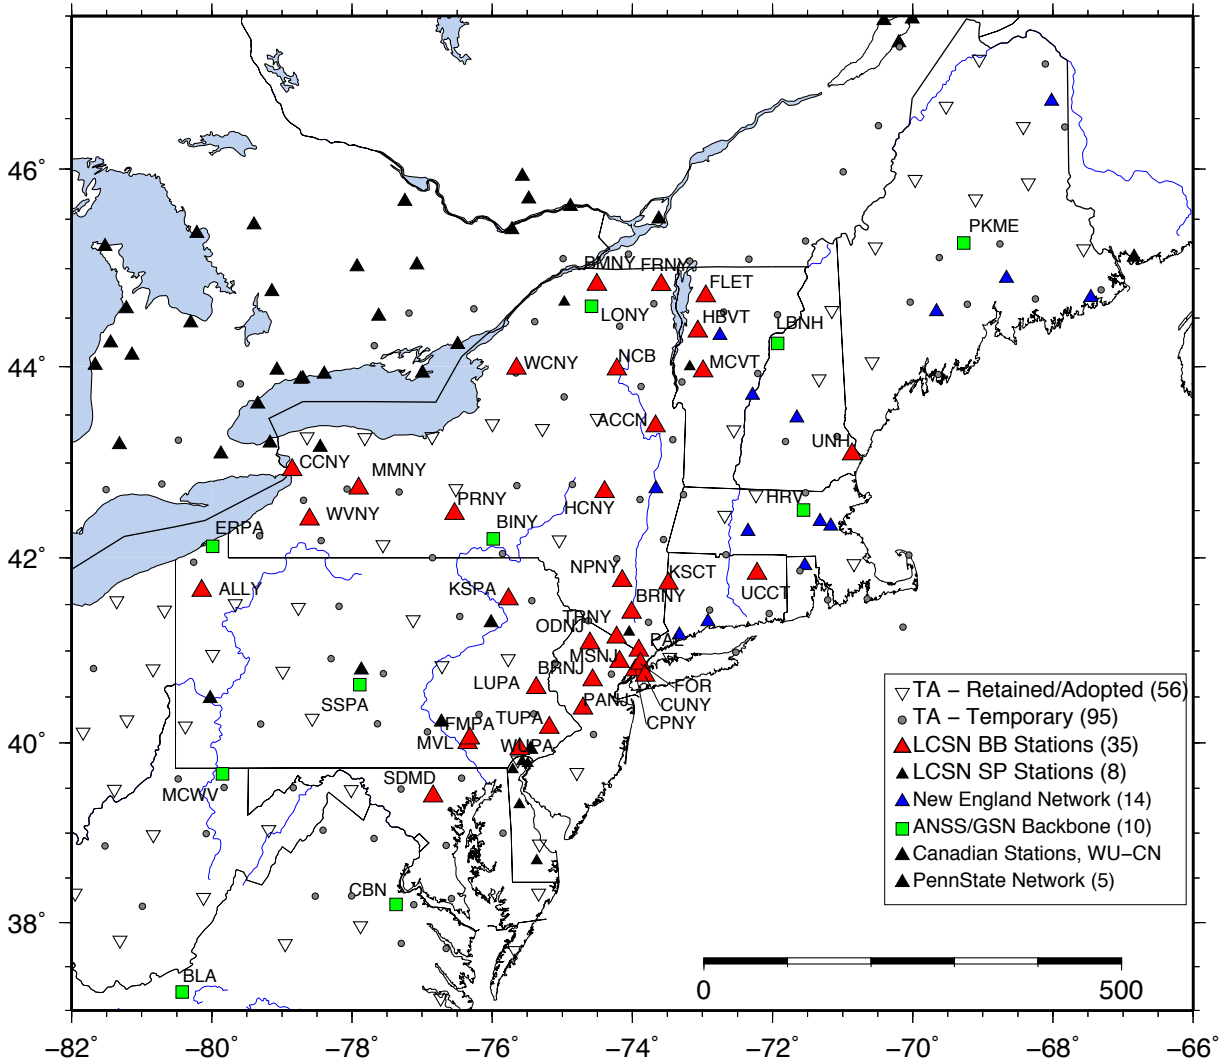 46°
44°
42°
40°
38°
−82°
−80°
−78°
−76°
−74°
−72°
−70°
−68°
−66°
PKME
BMNY
FRNY
FLET
LONY
HBVT
LBNH
WCNY
NCB
MCVT
ACCN
UNH
CCNY
MMNY
PRNY
HCNY
HRV
WVNY
BINY
ERPA
NPNY
KSCT
ALLY
KSPA
BRNY
UCCT
TRNY
ODNJ
PAL
MSNJ
BRNJ
LUPA
FOR
SSPA
PANJ
CUNY
CPNY
FMPA
TUPA
MVL
WUPA
SDMD
MCWV
CBN
BLA
TA − Retained/Adopted (56)
TA − Temporary (95)
LCSN BB Stations (35)
LCSN SP Stations (8)
New England Network (14)
ANSS/GSN Backbone (10)
Canadian Stations, WU−CN
PennState Network (5)
0
500